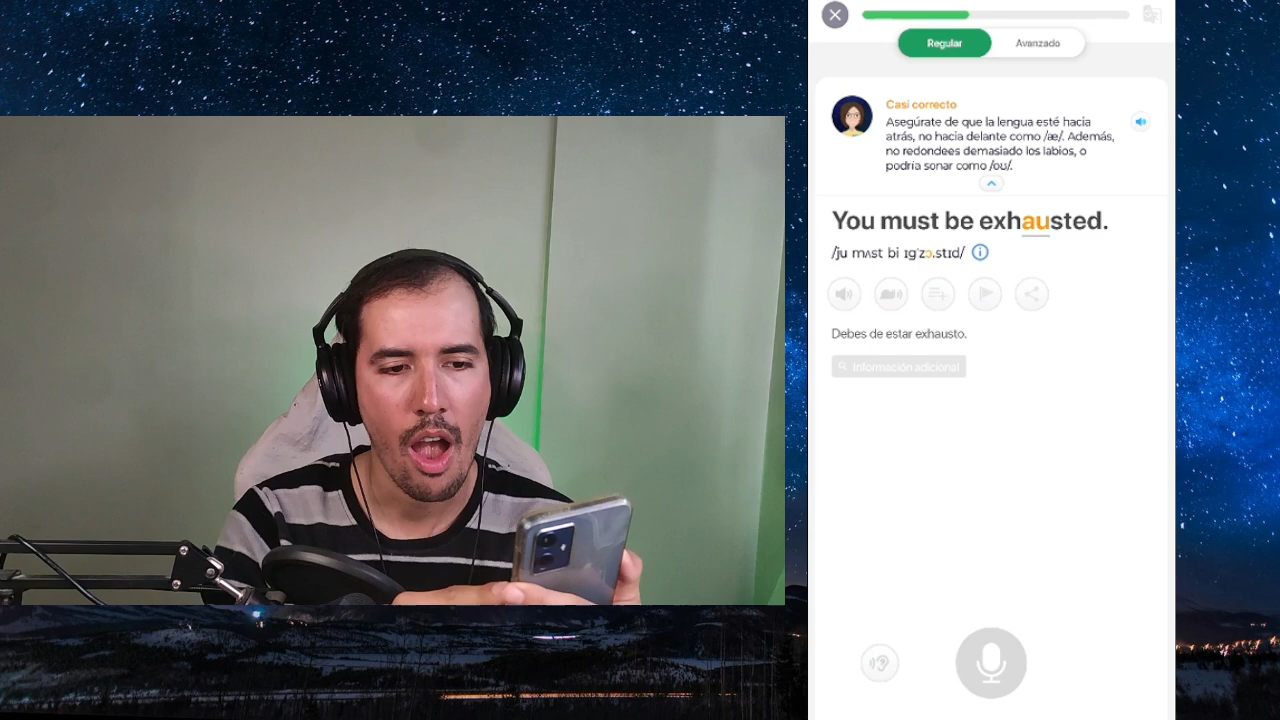 Regular
Avanzado
Casi correcto
Asegúrate de que la lengua esté hacia
atrás, no hacia delante como /æ/. Además,
no redondees demasiado los labios, o
podría sonar como /oʊ/.
You must be exhausted.
/ju mʌst bi ɪgˈzɔ.stɪd/
Debes de estar exhausto.
Información adicional